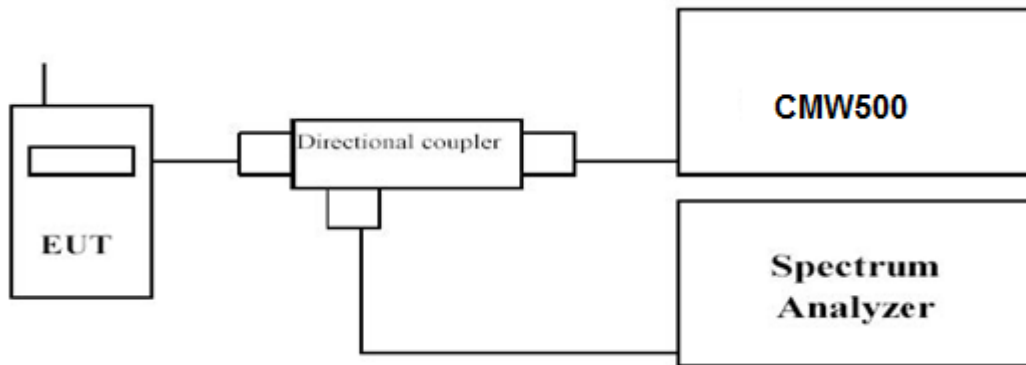 CMW500
Directional coupler
EUT
Spectrum
Analyzer